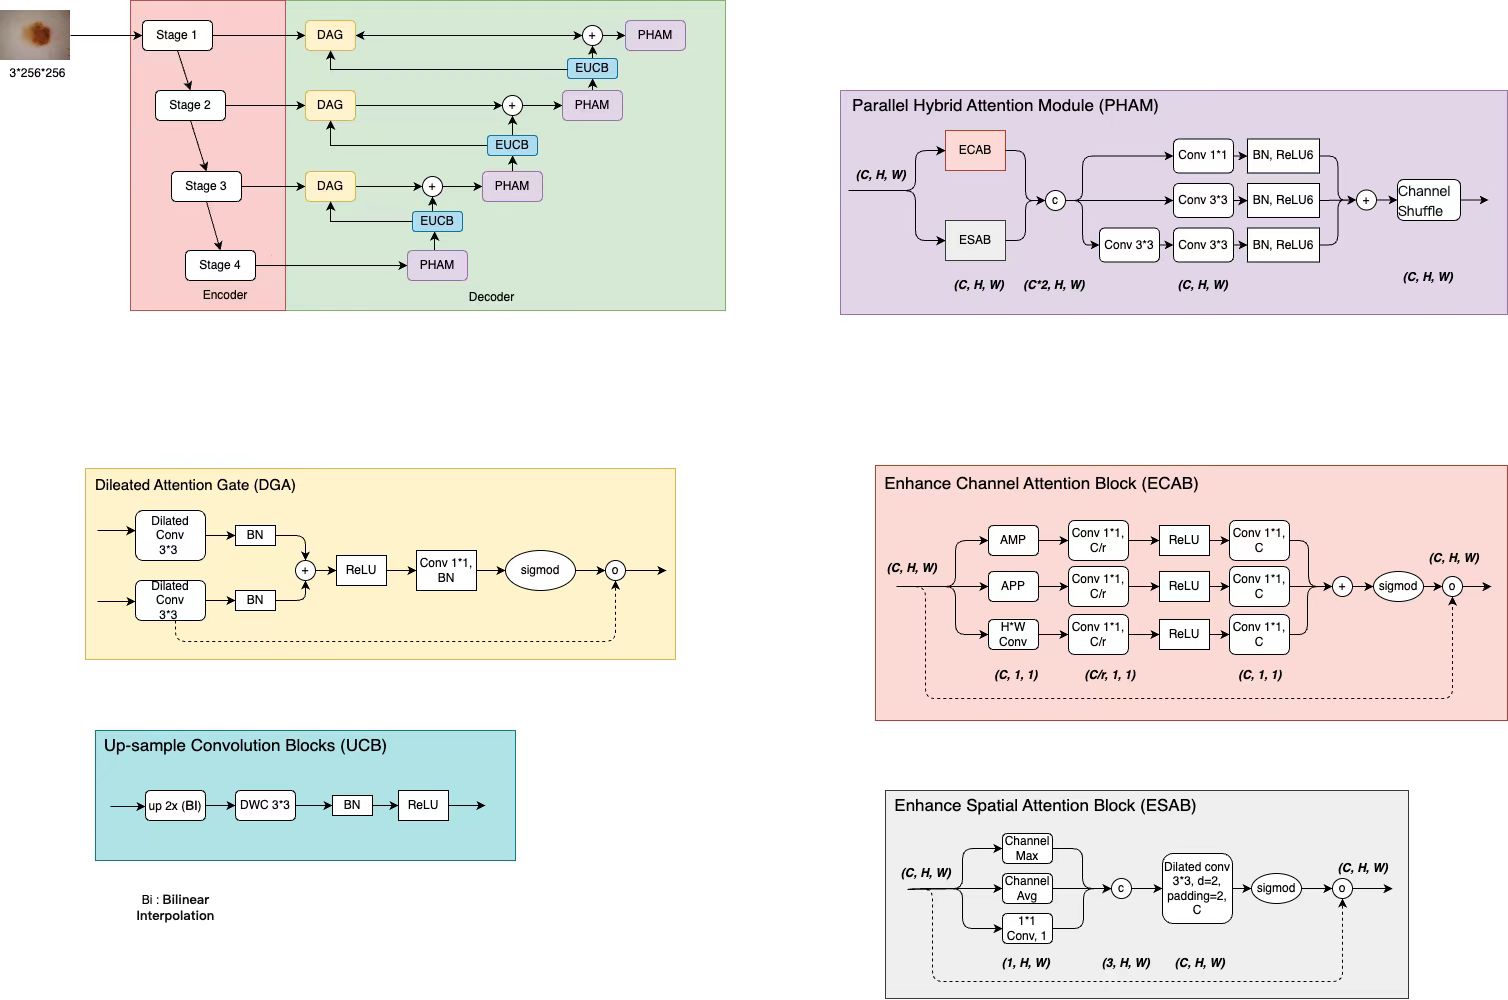 3*256*256
Stage 1
DAG
+
PHAM
EUCB
Stage 2
DAG
+
PHAM
EUCB
Stage 3
DAG
+
PHAM
EUCB
Stage 4
PHAM
Encoder
Decoder
Parallel Hybrid Attention Module (PHAM)
(C, H, W)
ECAB
ESAB
c
Conv 1*1
BN, ReLU6
Conv 3*3
BN, ReLU6
Conv 3*3
Conv 3*3
BN, ReLU6
+
Channel
Shuffle
(C, H, W)
(C*2, H, W)
(C, H, W)
(C, H, W)
Dileated Attention Gate (DGA)
Dilated
Conv
3*3
BN
Dilated
Conv
3*3
BN
+
ReLU
Conv 1*1,
BN
sigmod
o
Up-sample Convolution Blocks (UCB)
up 2x (BI)
DWC 3*3
BN
ReLU
Bi : Bilinear
Interpolation
Enhance Channel Attention Block (ECAB)
(C, H, W)
AMP
Conv 1*1,
C/r
ReLU
Conv 1*1,
C
APP
Conv 1*1,
C/r
ReLU
Conv 1*1,
C
H*W
Conv
Conv 1*1,
C/r
ReLU
Conv 1*1,
C
+
sigmod
o
(C, H, W)
(C, 1, 1)
(C/r, 1, 1)
(C, 1, 1)
Enhance Spatial Attention Block (ESAB)
(C, H, W)
Channel
Max
Channel
Avg
1*1
Conv, 1
c
Dilated conv
3*3, d=2,
padding=2,
C
sigmod
o
(C, H, W)
(1, H, W)
(3, H, W)
(C, H, W)